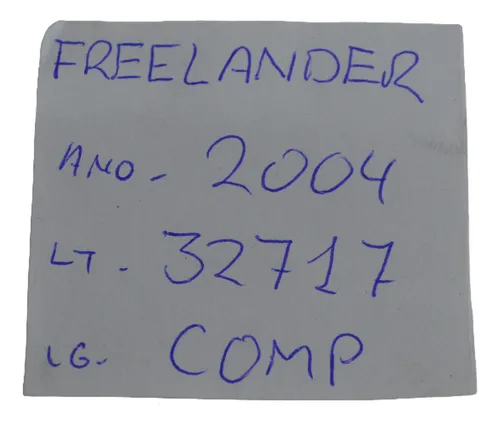 FREELANDER
ANO - 2004
LT - 32717
LG - COMP